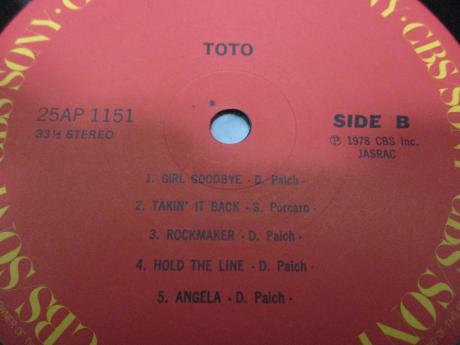 TOTO
25AP 1151
33⅓ STEREO
SIDE B
Ⓟ 1978 CBS Inc.
JASRAC
1. GIRL GOODBYE - D. Paich -
2. TAKIN' IT BACK - S. Porcaro -
3. ROCKMAKER - D. Paich -
4. HOLD THE LINE - D. Paich -
5. ANGELA - D. Paich -
CBS/SONY · CBS/SONY